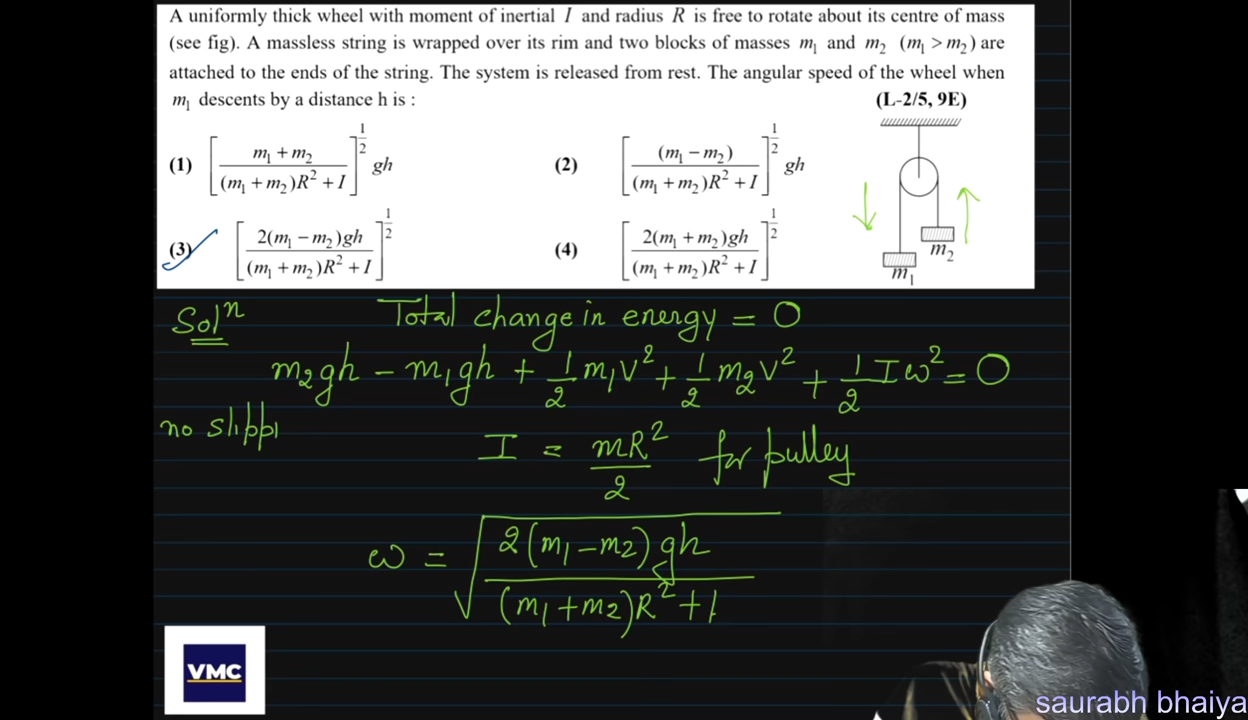 A uniformly thick wheel with moment of inertial I and radius R is free to rotate about its centre of mass
(see fig). A massless string is wrapped over its rim and two blocks of masses m₁ and m₂ (m₁ > m₂) are
attached to the ends of the string. The system is released from rest. The angular speed of the wheel when
m₁ descents by a distance h is :
(L-2/5, 9E)
(1) [(m₁ + m₂) / ((m₁ + m₂)R² + I)]^(1/2) gh
(2) [(m₁ − m₂) / ((m₁ + m₂)R² + I)]^(1/2) gh
(3) [2(m₁ − m₂)gh / ((m₁ + m₂)R² + I)]^(1/2)
(4) [2(m₁ + m₂)gh / ((m₁ + m₂)R² + I)]^(1/2)
m₂
m₁
Solⁿ Total change in energy = 0
m₂gh − m₁gh + 1/2 m₁v² + 1/2 m₂v² + 1/2 Iω² = 0
no slippi
I = mR²/2 for pulley
ω = √(2(m₁ − m₂)gh / (m₁ + m₂)R² + I)
VMC
saurabh bhaiya